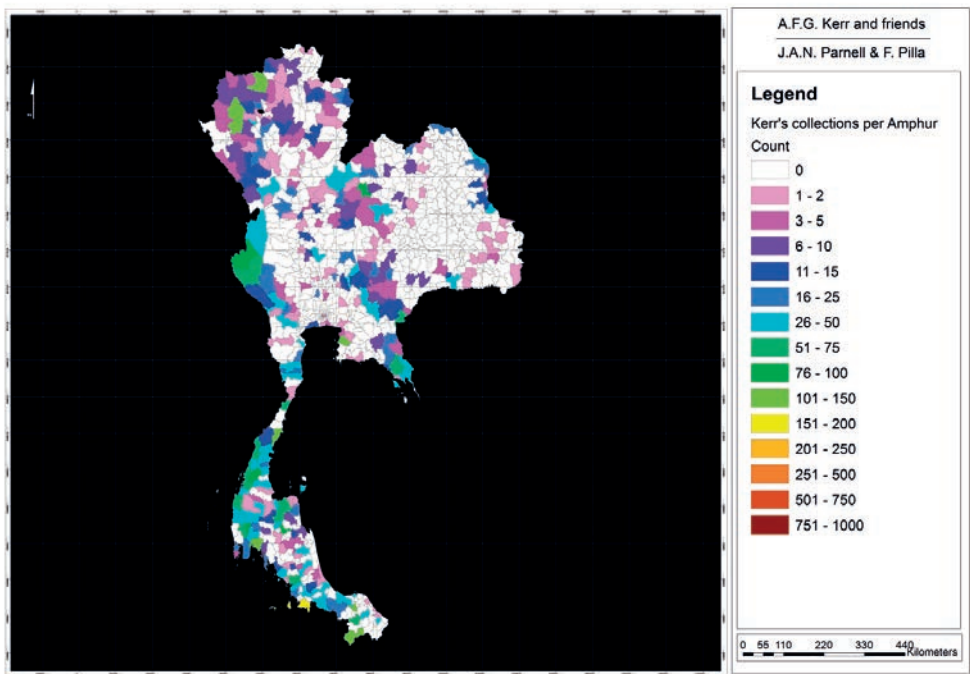 A.F.G. Kerr and friends
J.A.N. Parnell & F. Pilla
Legend
Kerr's collections per Amphur
Count
0
1 - 2
3 - 5
6 - 10
11 - 15
16 - 25
26 - 50
51 - 75
76 - 100
101 - 150
151 - 200
201 - 250
251 - 500
501 - 750
751 - 1000
0 55 110 220 330 440
Kilometers